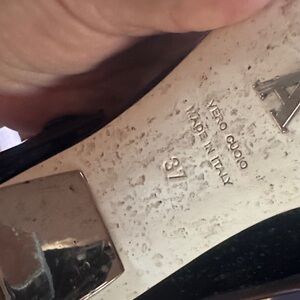 VERO CUOIO
MADE IN ITALY
37
A